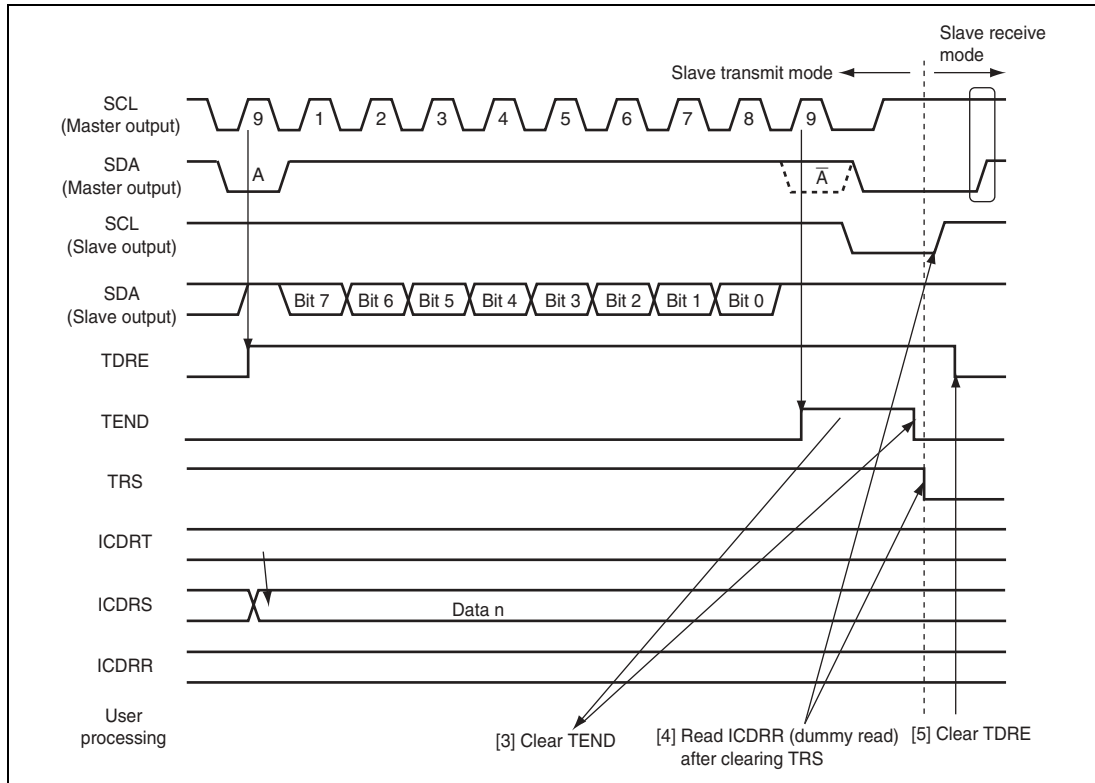 Slave receive
mode
Slave transmit mode
SCL
(Master output)
9 1 2 3 4 5 6 7 8 9
SDA
(Master output)
A A̅
SCL
(Slave output)
SDA
(Slave output)
Bit 7 Bit 6 Bit 5 Bit 4 Bit 3 Bit 2 Bit 1 Bit 0
TDRE
TEND
TRS
ICDRT
ICDRS
Data n
ICDRR
User
processing
[3] Clear TEND
[4] Read ICDRR (dummy read)
after clearing TRS
[5] Clear TDRE